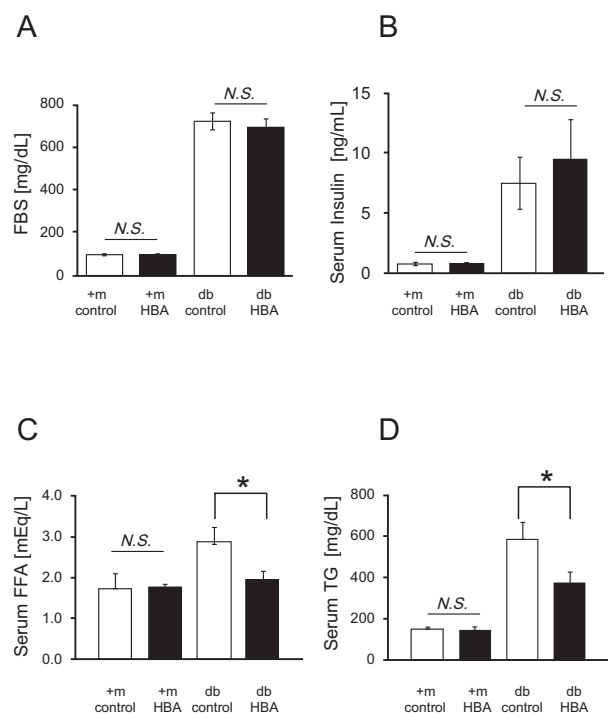 A
FBS [mg/dL]
800
600
400
200
0
N.S.
N.S.
+m control
+m HBA
db control
db HBA
B
Serum Insulin [ng/mL]
15
10
5
0
N.S.
N.S.
+m control
+m HBA
db control
db HBA
C
Serum FFA [mEq/L]
4.0
3.0
2.0
1.0
0.0
N.S.
*
+m control
+m HBA
db control
db HBA
D
Serum TG [mg/dL]
800
600
400
200
0
N.S.
*
+m control
+m HBA
db control
db HBA